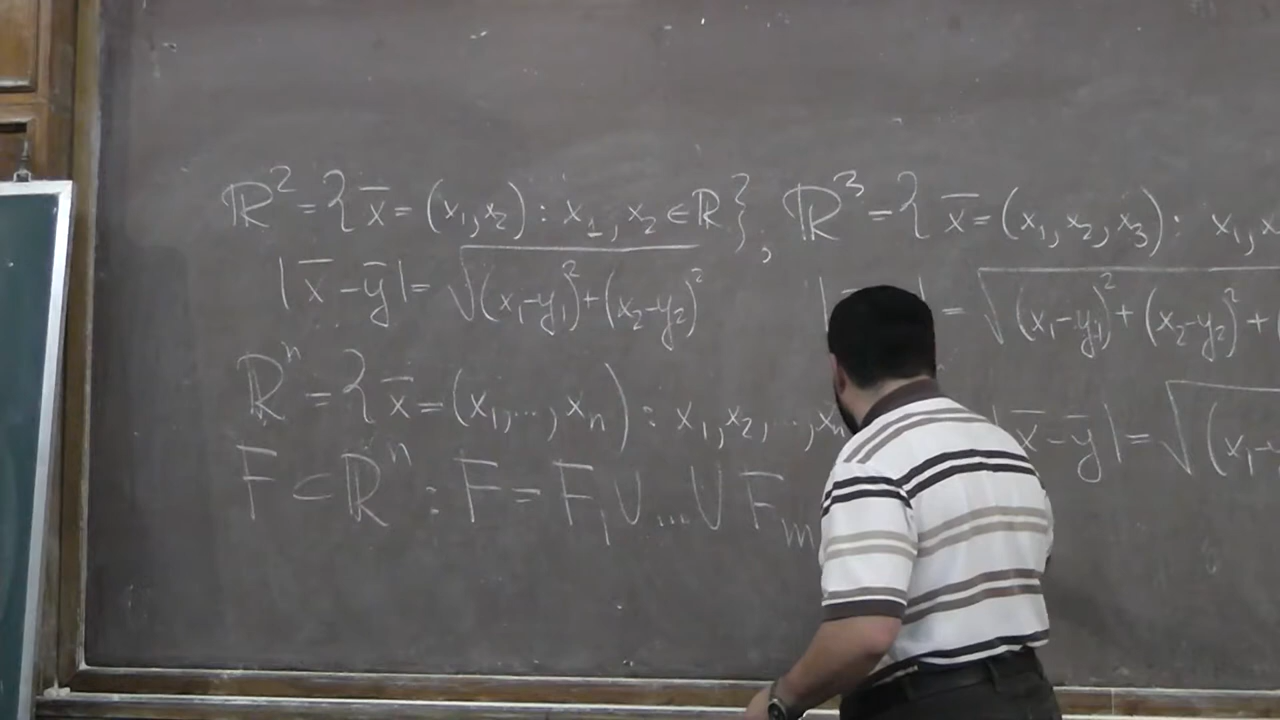 ℝ² = { x̄ = (x₁, x₂) : x₁, x₂ ∈ ℝ } ; ℝ³ = { x̄ = (x₁, x₂, x₃) : x₁, x
|x̄ - ȳ| = √((x₁-y₁)² + (x₂-y₂)²) | | = √((x₁-y₁)² + (x₂-y₂)² + (
ℝⁿ = { x̄ = (x₁, ..., xₙ) : x₁, x₂, ..., xₙ |x̄ - ȳ| = √((x₁-
F ⊂ ℝⁿ : F = F₁ ∪ ... ∪ Fₘ